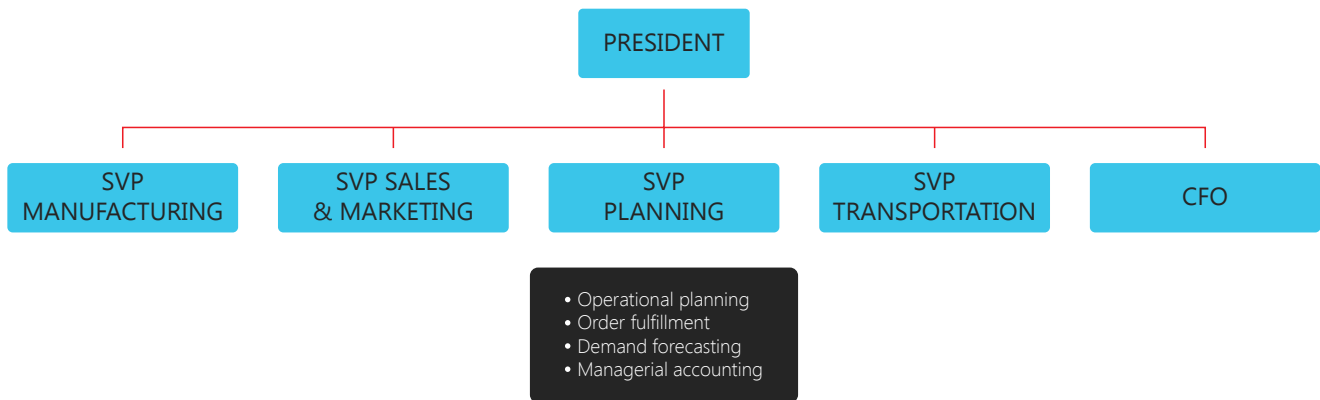 PRESIDENT
SVP
MANUFACTURING
SVP SALES
& MARKETING
SVP
PLANNING
SVP
TRANSPORTATION
CFO
• Operational planning
• Order fulfillment
• Demand forecasting
• Managerial accounting